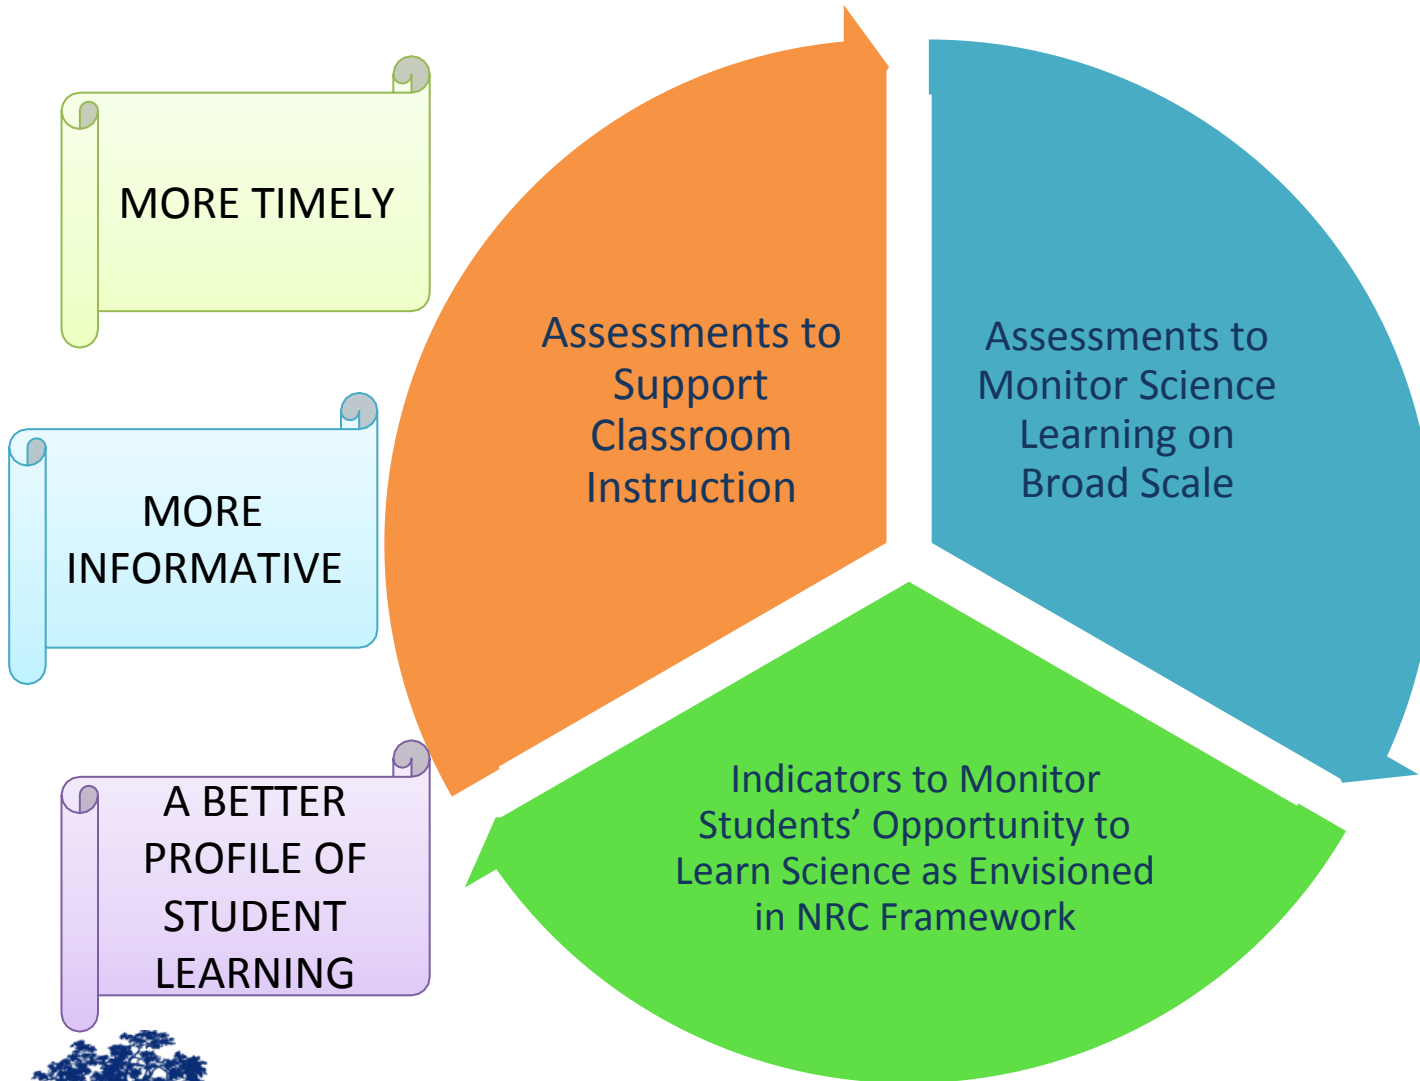 MORE TIMELY
MORE
INFORMATIVE
A BETTER
PROFILE OF
STUDENT
LEARNING
Assessments to
Support
Classroom
Instruction
Assessments to
Monitor Science
Learning on
Broad Scale
Indicators to Monitor
Students’ Opportunity to
Learn Science as Envisioned
in NRC Framework